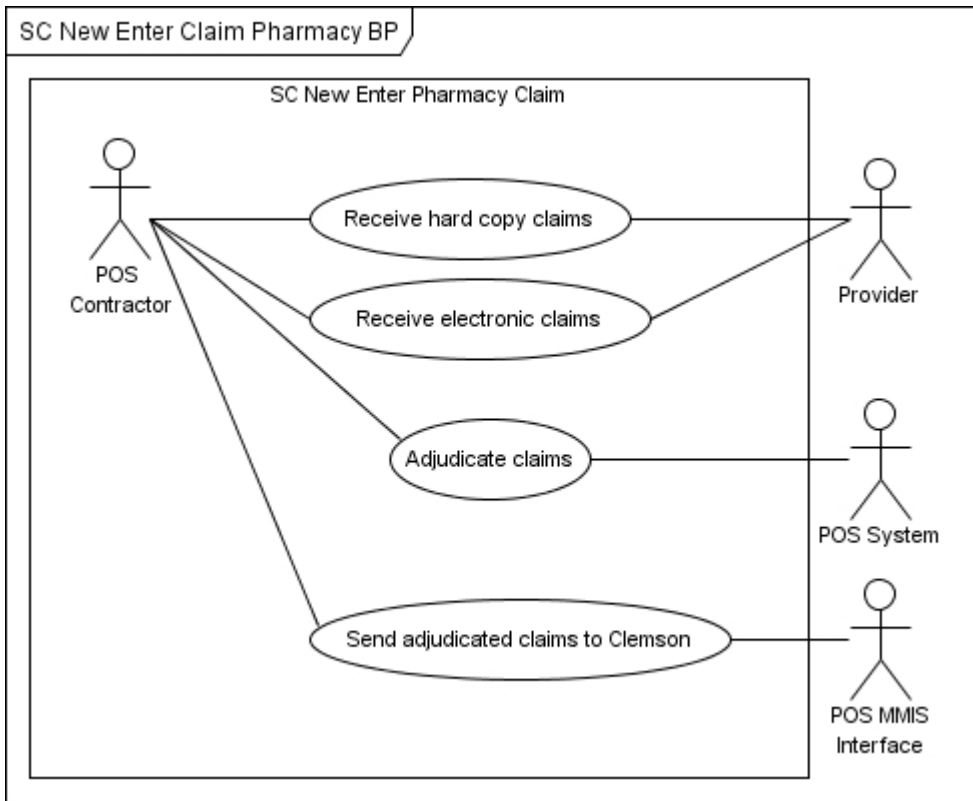 SC New Enter Claim Pharmacy BP
SC New Enter Pharmacy Claim
POS
Contractor
Receive hard copy claims
Provider
Receive electronic claims
Adjudicate claims
POS System
Send adjudicated claims to Clemson
POS MMIS
Interface